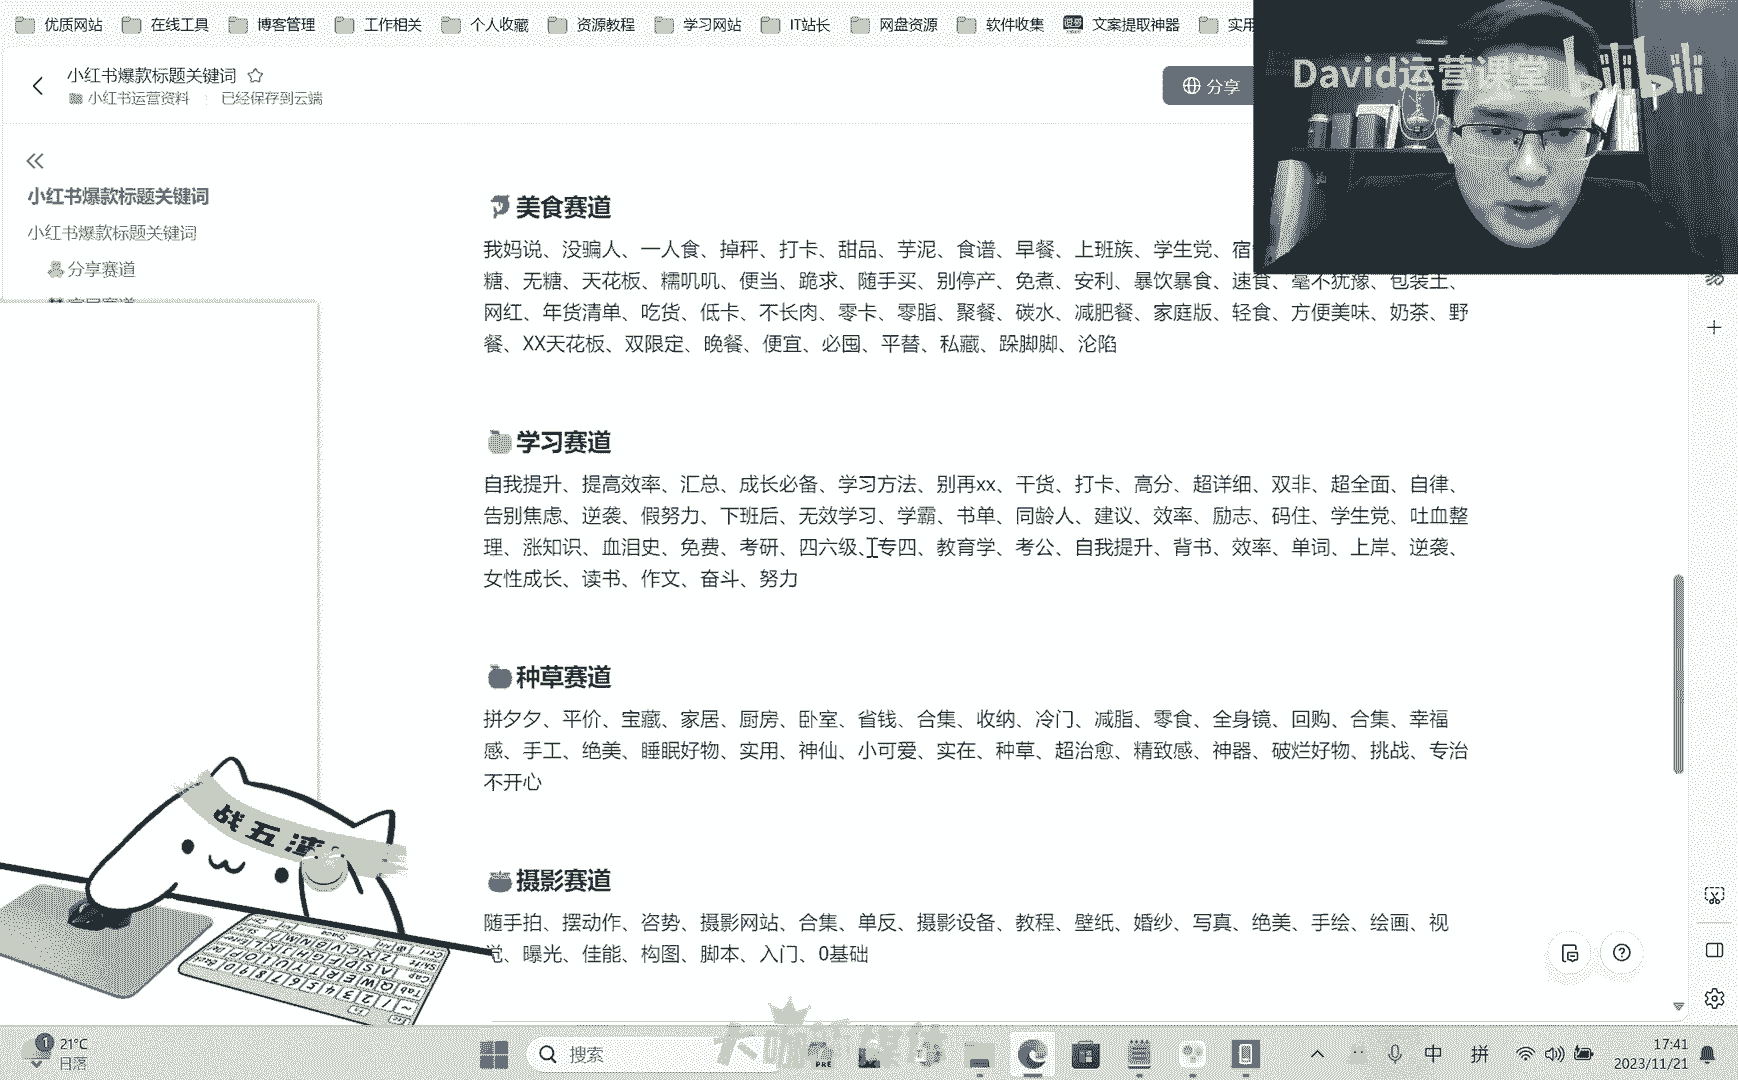 优质网站 在线工具 博客管理 工作相关 个人收藏 资源教程 学习网站 IT站长 网盘资源 软件收集 文案提取神器 实用
David运营课堂 bilibili
小红书爆款标题关键词
小红书运营资料 已经保存到云端
分享
小红书爆款标题关键词
小红书爆款标题关键词
分享赛道
美食赛道
我妈说、没骗人、一人食、掉秤、打卡、甜品、芋泥、食谱、早餐、上班族、学生党、宿
糖、无糖、天花板、糯叽叽、便当、跪求、随手买、别停产、免煮、安利、暴饮暴食、速食、毫不犹豫、包装土、
网红、年货清单、吃货、低卡、不长肉、零卡、零脂、聚餐、碳水、减肥餐、家庭版、轻食、方便美味、奶茶、野
餐、XX天花板、双限定、晚餐、便宜、必囤、平替、私藏、跺脚脚、沦陷
学习赛道
自我提升、提高效率、汇总、成长必备、学习方法、别再xx、干货、打卡、高分、超详细、双非、超全面、自律、
告别焦虑、逆袭、假努力、下班后、无效学习、学霸、书单、同龄人、建议、效率、励志、码住、学生党、吐血整
理、涨知识、血泪史、免费、考研、四六级、专四、教育学、考公、自我提升、背书、效率、单词、上岸、逆袭、
女性成长、读书、作文、奋斗、努力
种草赛道
拼夕夕、平价、宝藏、家居、厨房、卧室、省钱、合集、收纳、冷门、减脂、零食、全身镜、回购、合集、幸福
感、手工、绝美、睡眠好物、实用、神仙、小可爱、实在、种草、超治愈、精致感、神器、破烂好物、挑战、专治
不开心
战五渣
摄影赛道
随手拍、摆动作、咨势、摄影网站、合集、单反、摄影设备、教程、壁纸、婚纱、写真、绝美、手绘、绘画、视
觉、曝光、佳能、构图、脚本、入门、0基础
1 21°C
日落
搜索
PRE
中 拼
17:41
2023/11/21